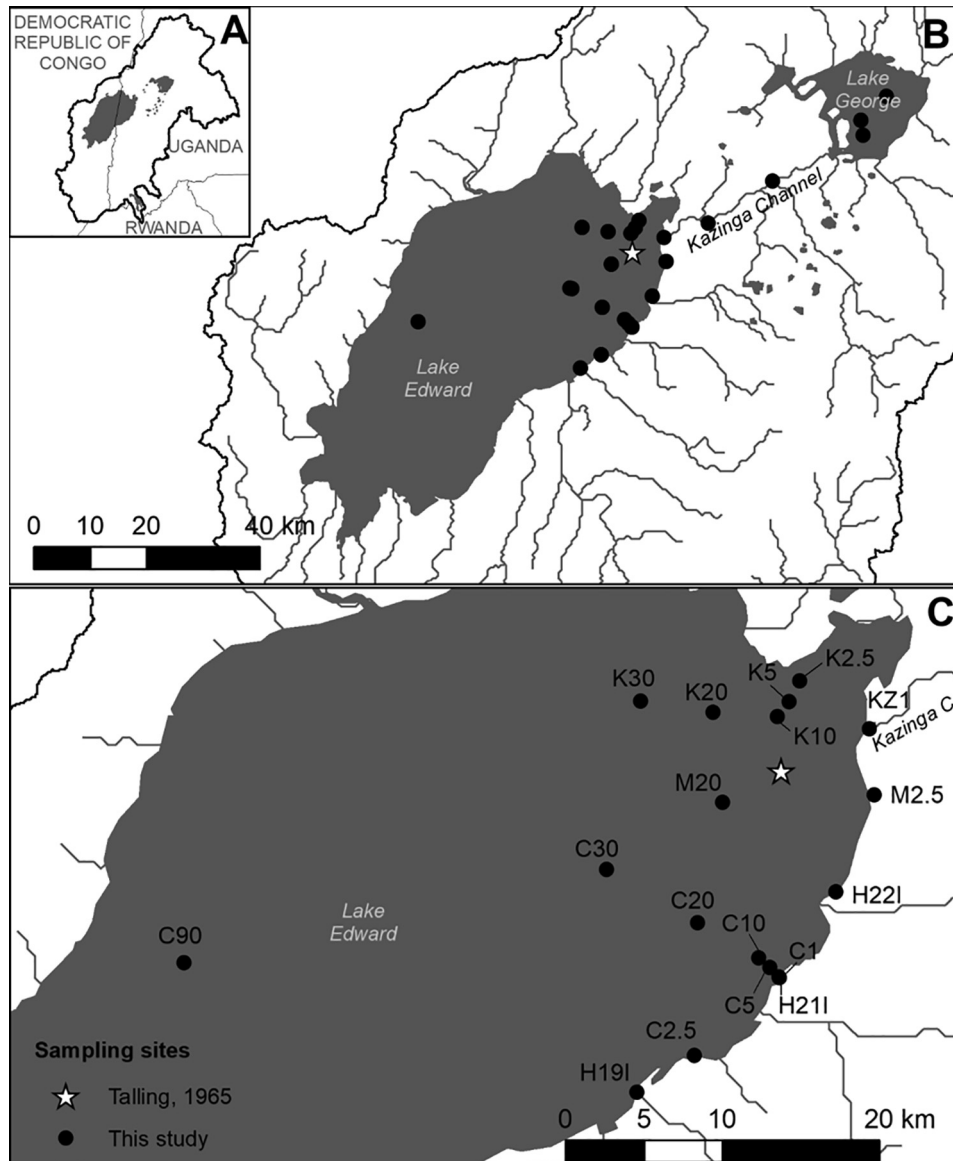 DEMOCRATIC
REPUBLIC OF
CONGO
A
UGANDA
RWANDA
B
Lake
George
Kazinga Channel
Lake
Edward
0 10 20 40 km
C
K2.5
K5
K30
K20
KZ1
K10
Kazinga C
M20
M2.5
C30
H22I
C20
C10
Lake
Edward
C90
C1
C5
H21I
C2.5
Sampling sites
H19I
Talling, 1965
0 5 10 20 km
This study